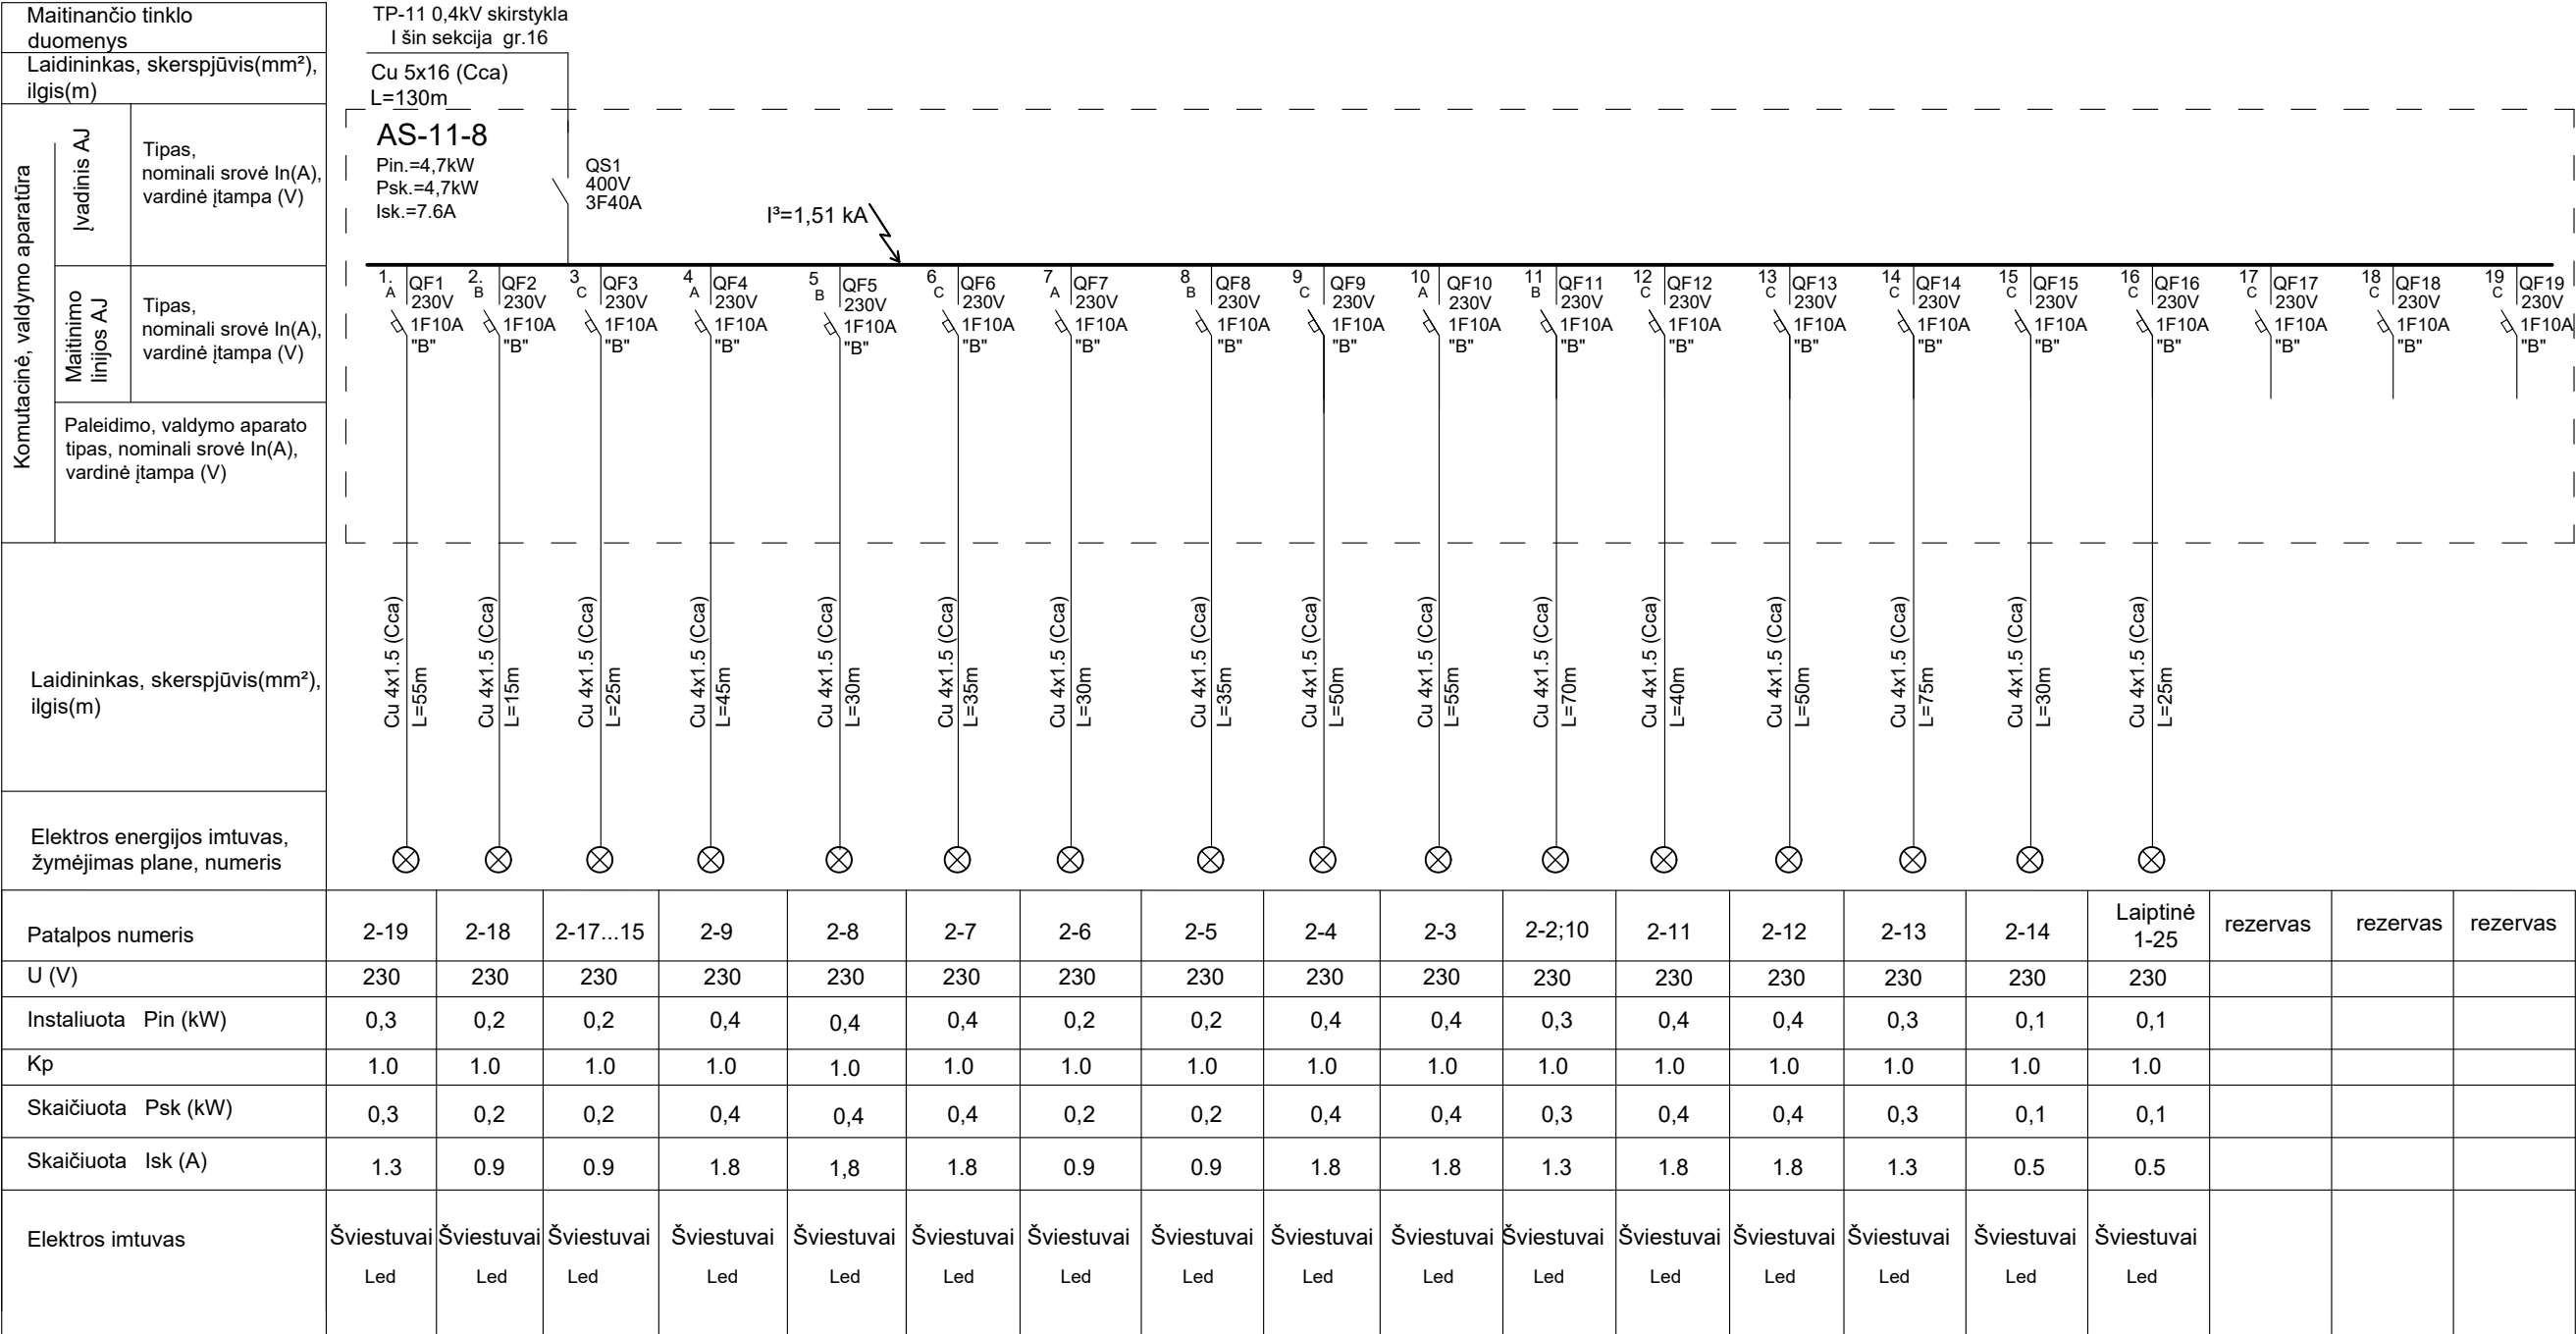 Maitinančio tinklo
duomenys
TP-11 0,4kV skirstykla
I šin sekcija gr.16
Laidininkas, skerspjūvis(mm²),
ilgis(m)
Cu 5x16 (Cca)
L=130m
Komutacinė, valdymo aparatūra
Įvadinis AJ
Tipas,
nominali srovė In(A),
vardinė įtampa (V)
AS-11-8
Pin.=4,7kW
Psk.=4,7kW
Isk.=7.6A
QS1
400V
3F40A
I³=1,51 kA
Maitinimo
linijos AJ
Tipas,
nominali srovė In(A),
vardinė įtampa (V)
1. A QF1 230V 1F10A "B"
2. B QF2 230V 1F10A "B"
3 C QF3 230V 1F10A "B"
4 A QF4 230V 1F10A "B"
5 B QF5 230V 1F10A "B"
6 C QF6 230V 1F10A "B"
7 A QF7 230V 1F10A "B"
8 B QF8 230V 1F10A "B"
9 C QF9 230V 1F10A "B"
10 A QF10 230V 1F10A "B"
11 B QF11 230V 1F10A "B"
12 C QF12 230V 1F10A "B"
13 C QF13 230V 1F10A "B"
14 C QF14 230V 1F10A "B"
15 C QF15 230V 1F10A "B"
16 C QF16 230V 1F10A "B"
17 C QF17 230V 1F10A "B"
18 C QF18 230V 1F10A "B"
19 C QF19 230V 1F10A "B"
Paleidimo, valdymo aparato
tipas, nominali srovė In(A),
vardinė įtampa (V)
Laidininkas, skerspjūvis(mm²),
ilgis(m)
Cu 4x1.5 (Cca)
L=55m
Cu 4x1.5 (Cca)
L=15m
Cu 4x1.5 (Cca)
L=25m
Cu 4x1.5 (Cca)
L=45m
Cu 4x1.5 (Cca)
L=30m
Cu 4x1.5 (Cca)
L=35m
Cu 4x1.5 (Cca)
L=30m
Cu 4x1.5 (Cca)
L=35m
Cu 4x1.5 (Cca)
L=50m
Cu 4x1.5 (Cca)
L=55m
Cu 4x1.5 (Cca)
L=70m
Cu 4x1.5 (Cca)
L=40m
Cu 4x1.5 (Cca)
L=50m
Cu 4x1.5 (Cca)
L=75m
Cu 4x1.5 (Cca)
L=30m
Cu 4x1.5 (Cca)
L=25m
Elektros energijos imtuvas,
žymėjimas plane, numeris
Patalpos numeris 2-19 2-18 2-17...15 2-9 2-8 2-7 2-6 2-5 2-4 2-3 2-2;10 2-11 2-12 2-13 2-14 Laiptinė 1-25 rezervas rezervas rezervas
U (V) 230 230 230 230 230 230 230 230 230 230 230 230 230 230 230 230
Instaliuota Pin (kW) 0,3 0,2 0,2 0,4 0,4 0,4 0,2 0,2 0,4 0,4 0,3 0,4 0,4 0,3 0,1 0,1
Kp 1.0 1.0 1.0 1.0 1.0 1.0 1.0 1.0 1.0 1.0 1.0 1.0 1.0 1.0 1.0 1.0
Skaičiuota Psk (kW) 0,3 0,2 0,2 0,4 0,4 0,4 0,2 0,2 0,4 0,4 0,3 0,4 0,4 0,3 0,1 0,1
Skaičiuota Isk (A) 1.3 0.9 0.9 1.8 1,8 1.8 0.9 0.9 1.8 1.8 1.3 1.8 1.8 1.3 0.5 0.5
Elektros imtuvas Šviestuvai Šviestuvai Šviestuvai Šviestuvai Šviestuvai Šviestuvai Šviestuvai Šviestuvai Šviestuvai Šviestuvai Šviestuvai Šviestuvai Šviestuvai Šviestuvai Šviestuvai Šviestuvai
Led Led Led Led Led Led Led Led Led Led Led Led Led Led Led Led